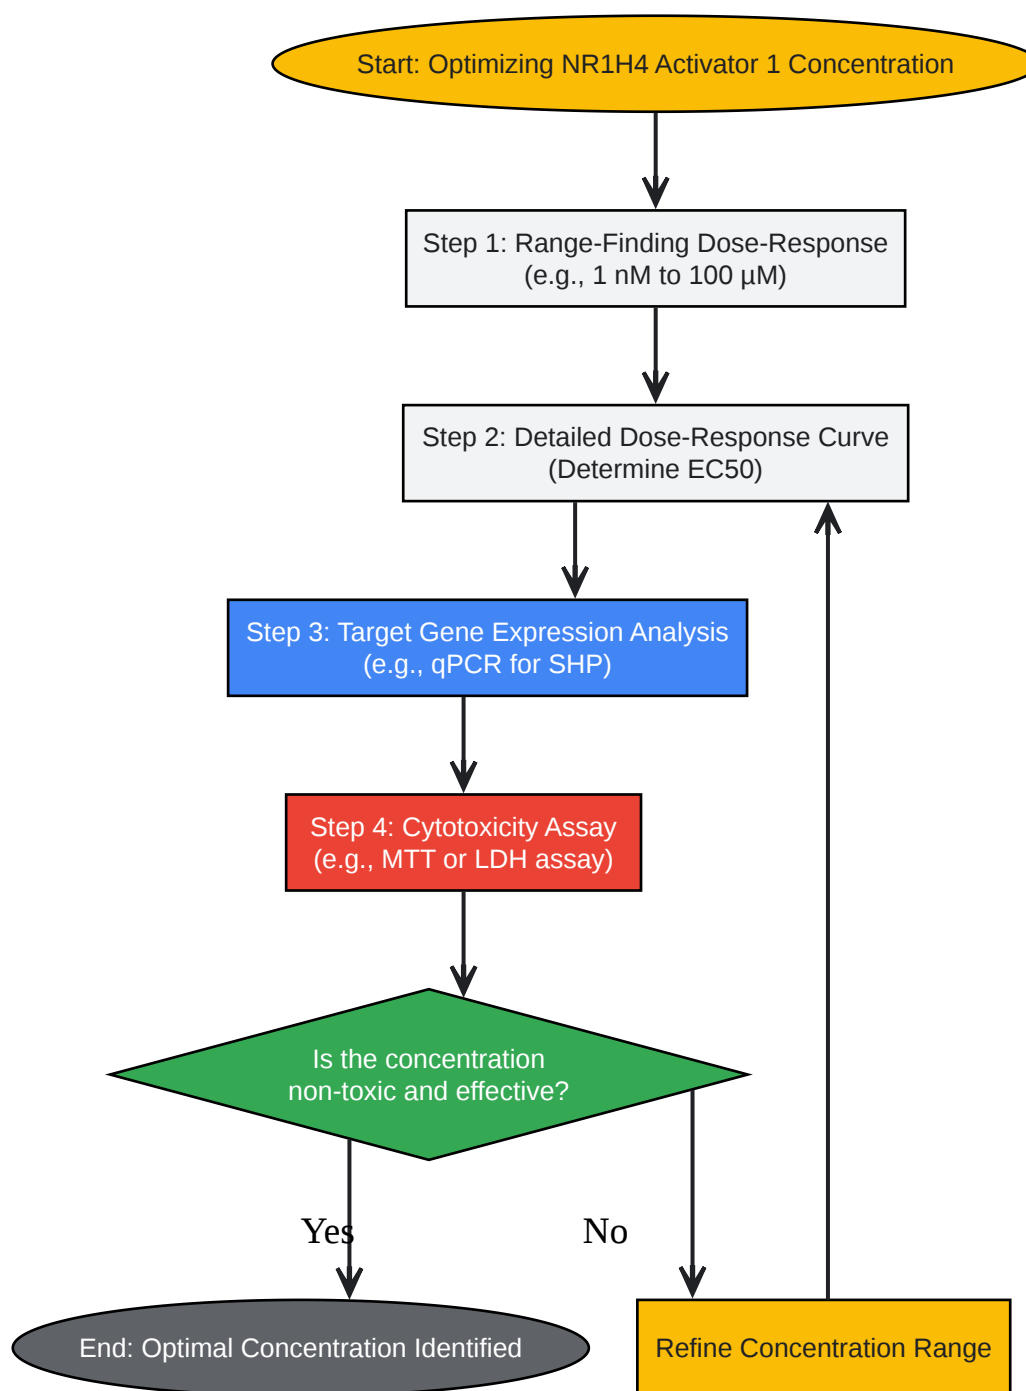 Start: Optimizing NR1H4 Activator 1 Concentration
Step 1: Range-Finding Dose-Response
(e.g., 1 nM to 100 µM)
Step 2: Detailed Dose-Response Curve
(Determine EC50)
Step 3: Target Gene Expression Analysis
(e.g., qPCR for SHP)
Step 4: Cytotoxicity Assay
(e.g., MTT or LDH assay)
Is the concentration
non-toxic and effective?
Yes
No
End: Optimal Concentration Identified
Refine Concentration Range